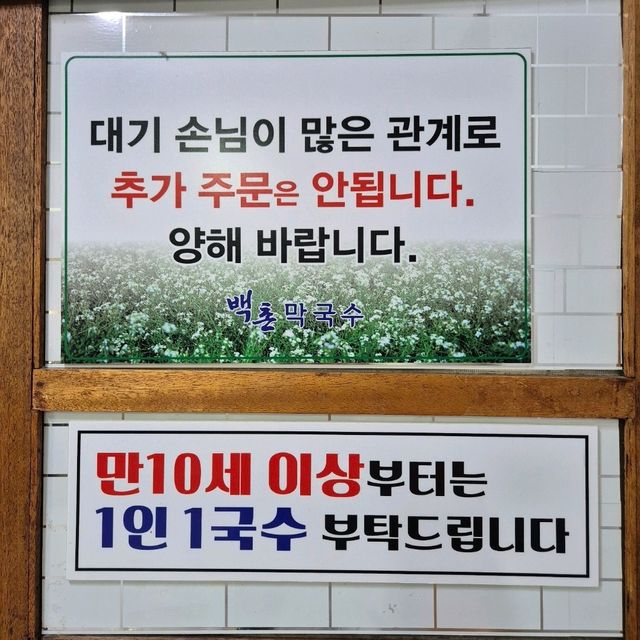 대기 손님이 많은 관계로
추가 주문은 안됩니다.
양해 바랍니다.
백촌막국수
만10세 이상부터는
1인 1국수 부탁드립니다